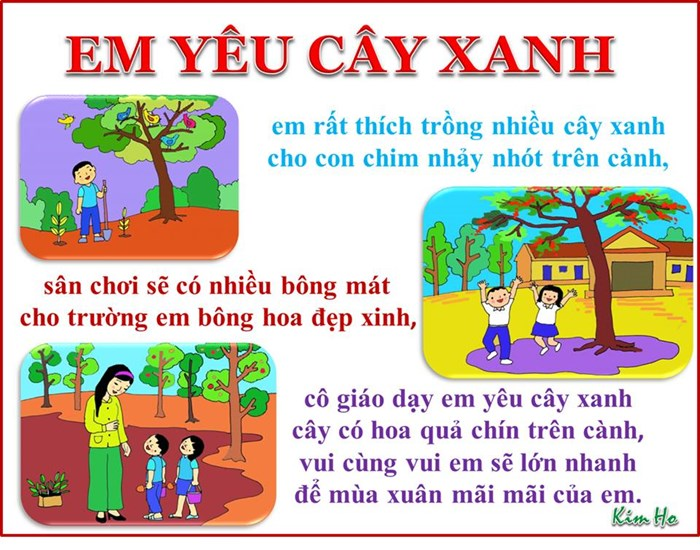 EM YÊU CÂY XANH
em rất thích trồng nhiều cây xanh
cho con chim nhảy nhót trên cành,
sân chơi sẽ có nhiều bông mát
cho trường em bông hoa đẹp xinh,
cô giáo dạy em yêu cây xanh
cây có hoa quả chín trên cành,
vui cùng vui em sẽ lớn nhanh
để mùa xuân mãi mãi của em.
Kim Ho